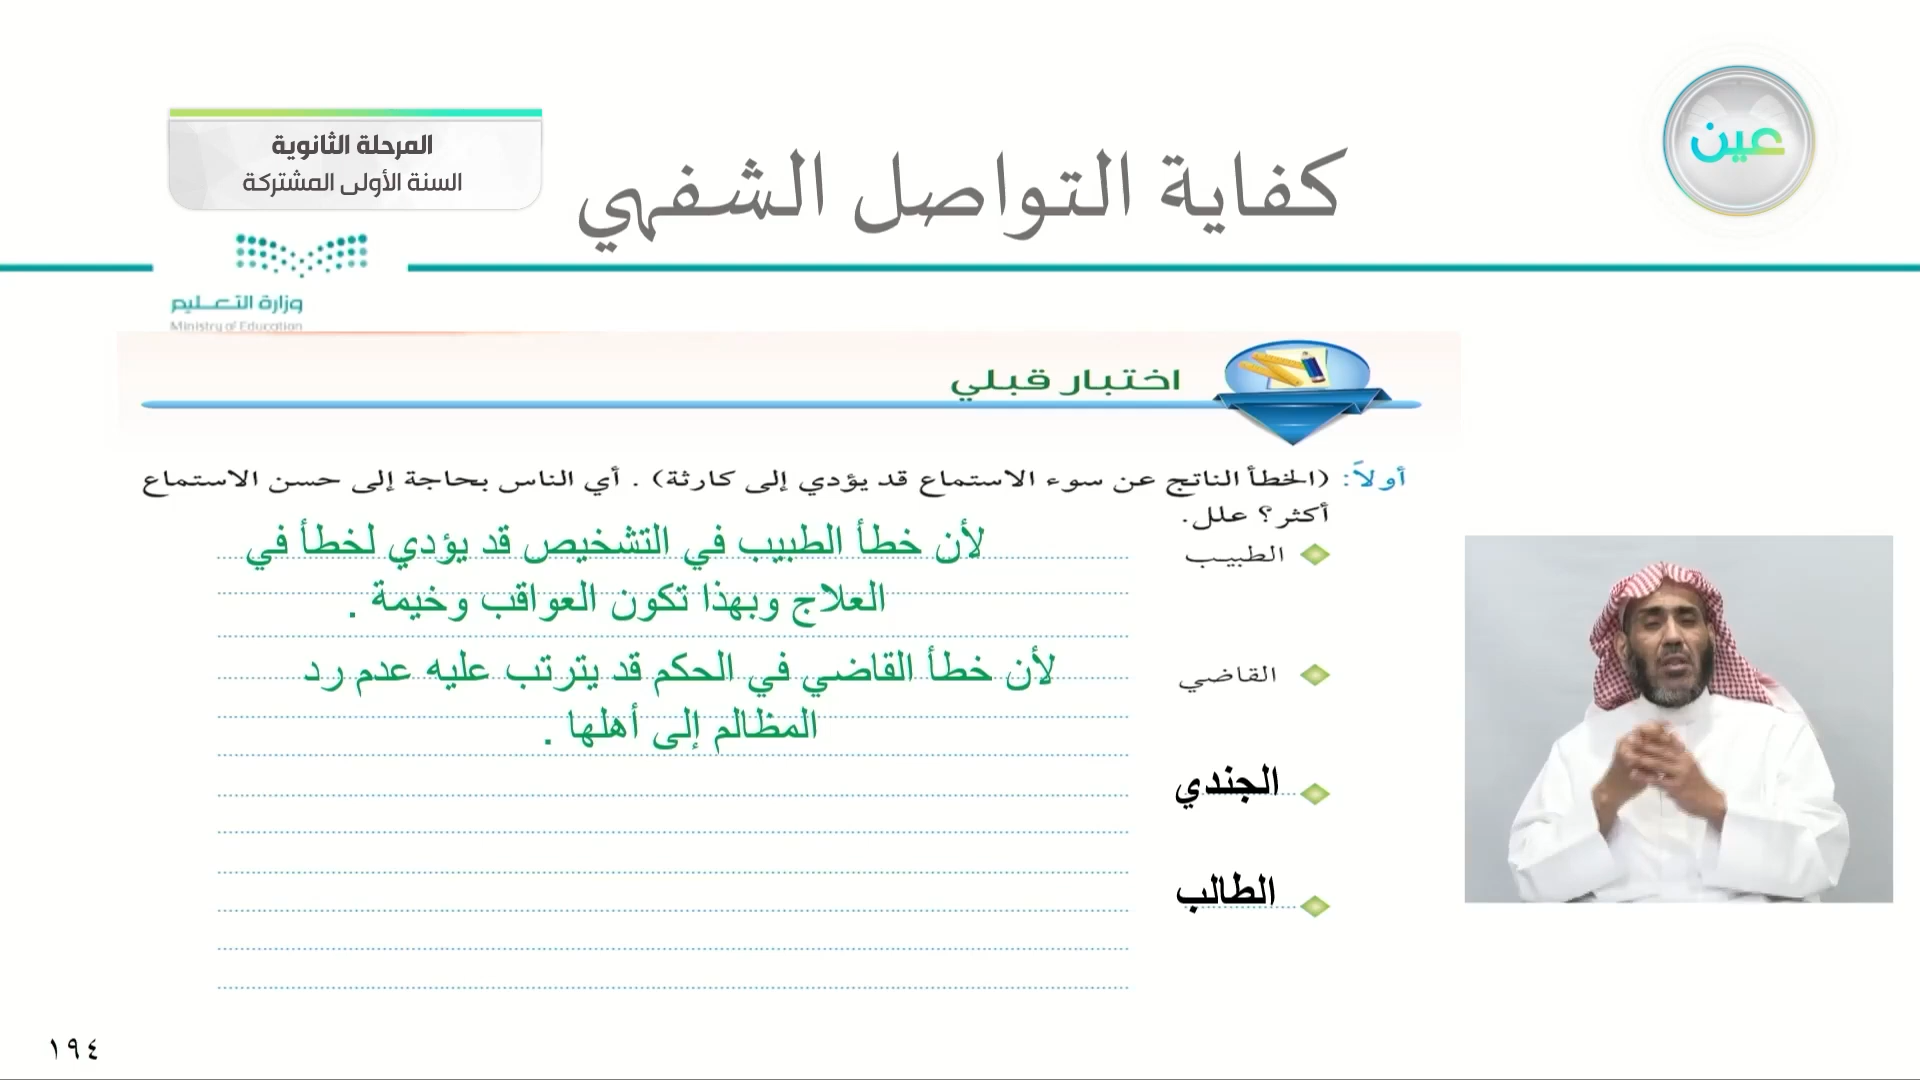 عين
المرحلة الثانوية
السنة الأولى المشتركة
كفاية التواصل الشفهي
وزارة التعليم
Ministry of Education
اختبار قبلي
أولاً: (الخطأ الناتج عن سوء الاستماع قد يؤدي إلى كارثة) . أي الناس بحاجة إلى حسن الاستماع
أكثر؟ علل.
الطبيب
لأن خطأ الطبيب في التشخيص قد يؤدي لخطأ في
العلاج وبهذا تكون العواقب وخيمة .
القاضي
لأن خطأ القاضي في الحكم قد يترتب عليه عدم رد
المظالم إلى أهلها .
الجندي
الطالب
١٩٤